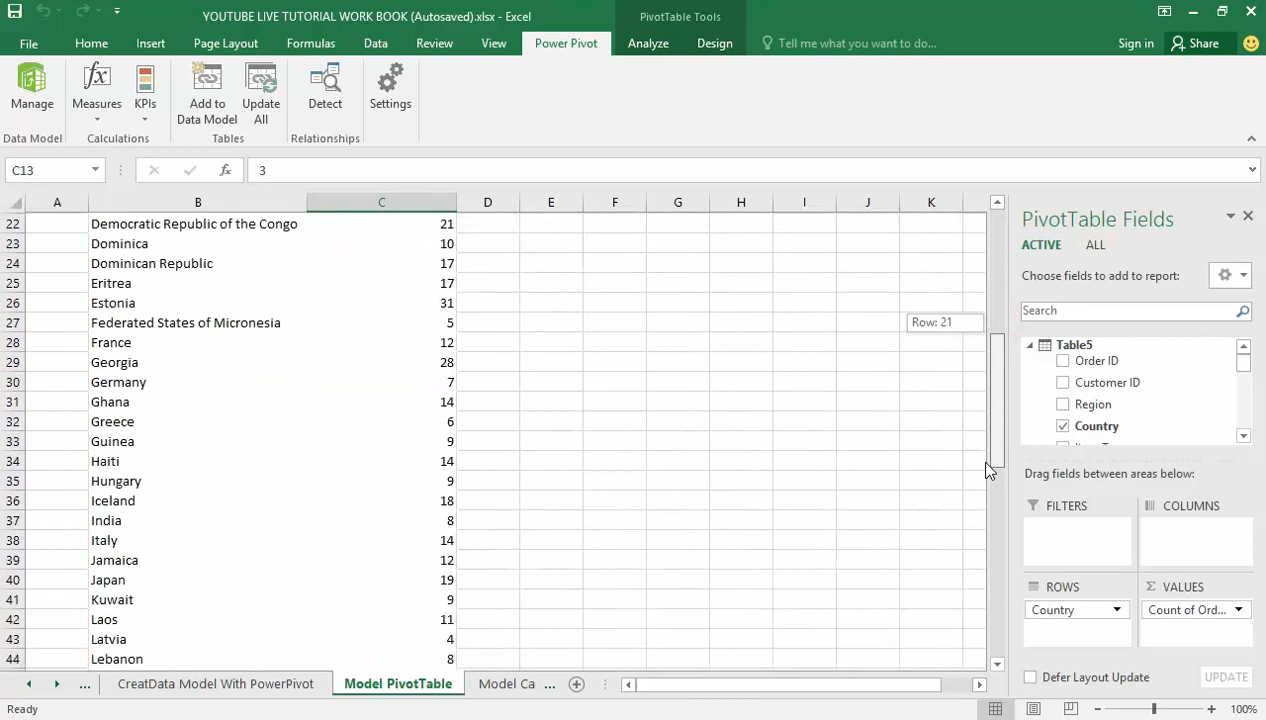 YOUTUBE LIVE TUTORIAL WORK BOOK (Autosaved).xlsx - Excel
PivotTable Tools
File Home Insert Page Layout Formulas Data Review View Power Pivot Analyze Design Tell me what you want to do... Sign in Share
Manage Measures KPIs Add to Data Model Update All Detect Settings
Data Model Calculations Tables Relationships
C13 fx 3
A B C D E F G H I J K
22 Democratic Republic of the Congo 21
23 Dominica 10
24 Dominican Republic 17
25 Eritrea 17
26 Estonia 31
27 Federated States of Micronesia 5
28 France 12
29 Georgia 28
30 Germany 7
31 Ghana 14
32 Greece 6
33 Guinea 9
34 Haiti 14
35 Hungary 9
36 Iceland 18
37 India 8
38 Italy 14
39 Jamaica 12
40 Japan 19
41 Kuwait 9
42 Laos 11
43 Latvia 4
44 Lebanon 8
Row: 21
PivotTable Fields
ACTIVE ALL
Choose fields to add to report:
Search
Table5
Order ID
Customer ID
Region
Country
Drag fields between areas below:
FILTERS COLUMNS
ROWS Σ VALUES
Country Count of Ord...
Defer Layout Update UPDATE
... CreatData Model With PowerPivot Model PivotTable Model Ca ...
Ready 100%